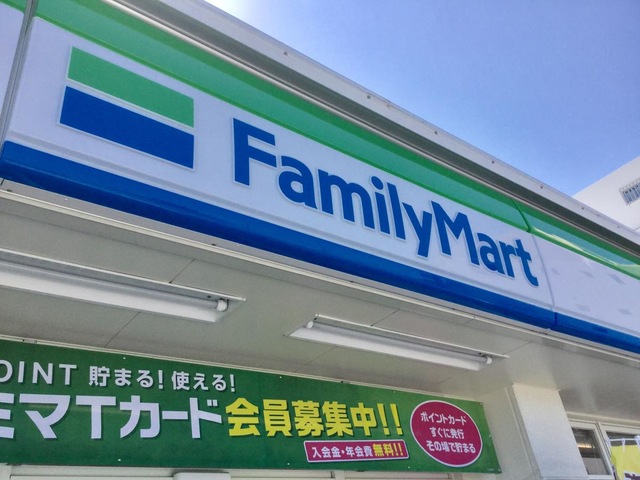 FamilyMart
POINT 貯まる!使える!
ミマTカード会員募集中!!
入会金・年会費無料!!
ポイントカード
すぐに発行
その場で貯まる